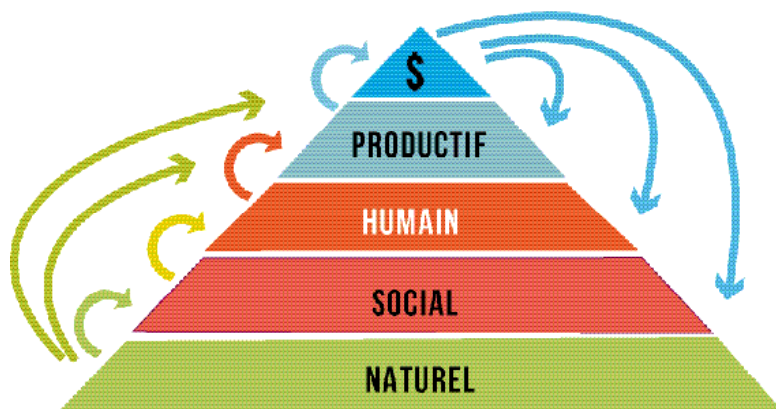 $
PRODUCTIF
HUMAIN
SOCIAL
NATUREL